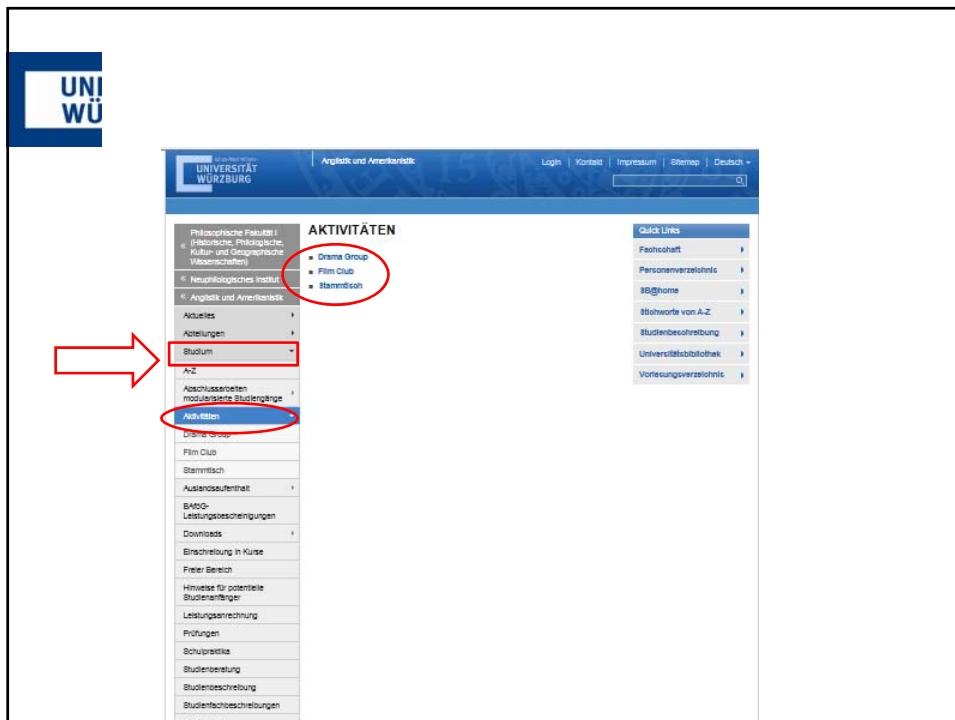 UNI
WÜ
UNIVERSITÄT
WÜRZBURG
Anglistik und Amerikanistik
Login | Kontakt | Impressum | Sitemap | Deutsch
Philosophische Fakultät I
(Historische, Philologische,
Kultur- und Geographische
Wissenschaften)
Neuphilologisches Institut
Anglistik und Amerikanistik
Aktuelles
Abteilungen
Studium
A-Z
Abschlussarbeiten
modularisierte Studiengänge
Aktivitäten
Drama Group
Film Club
Stammtisch
Auslandsaufenthalt
BAföG-
Leistungsbescheinigungen
Downloads
Einschreibung in Kurse
Freier Bereich
Hinweise für potentielle
Studienanfänger
Leistungsanrechnung
Prüfungen
Schulpraktika
Studienberatung
Studienbeschreibung
Studienfachbeschreibungen
AKTIVITÄTEN
Drama Group
Film Club
Stammtisch
Quick Links
Fachschaft
Personenverzeichnis
SB@home
Stichworte von A-Z
Studienbeschreibung
Universitätsbibliothek
Vorlesungsverzeichnis